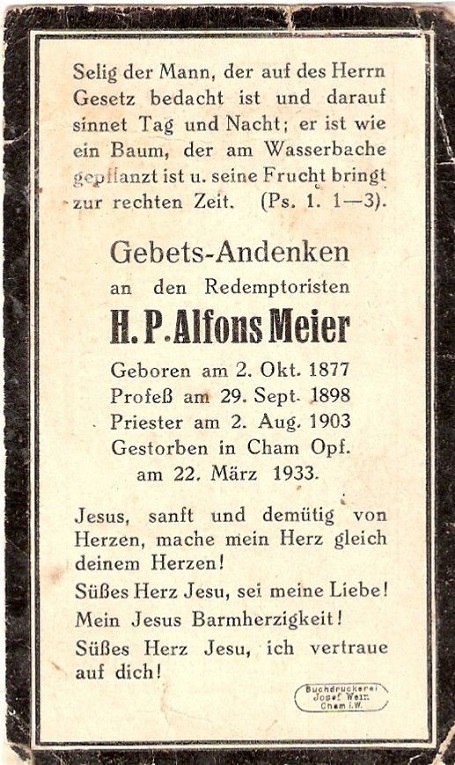 Selig der Mann, der auf des Herrn
Gesetz bedacht ist und darauf
sinnet Tag und Nacht; er ist wie
ein Baum, der am Wasserbache
gepflanzt ist u. seine Frucht bringt
zur rechten Zeit. (Ps. 1. 1—3).
Gebets-Andenken
an den Redemptoristen
H. P. Alfons Meier
Geboren am 2. Okt. 1877
Profeß am 29. Sept. 1898
Priester am 2. Aug. 1903
Gestorben in Cham Opf.
am 22. März 1933.
Jesus, sanft und demütig von
Herzen, mache mein Herz gleich
deinem Herzen!
Süßes Herz Jesu, sei meine Liebe!
Mein Jesus Barmherzigkeit!
Süßes Herz Jesu, ich vertraue
auf dich!
Buchdruckerei
Josef Wein
Cham i.W.